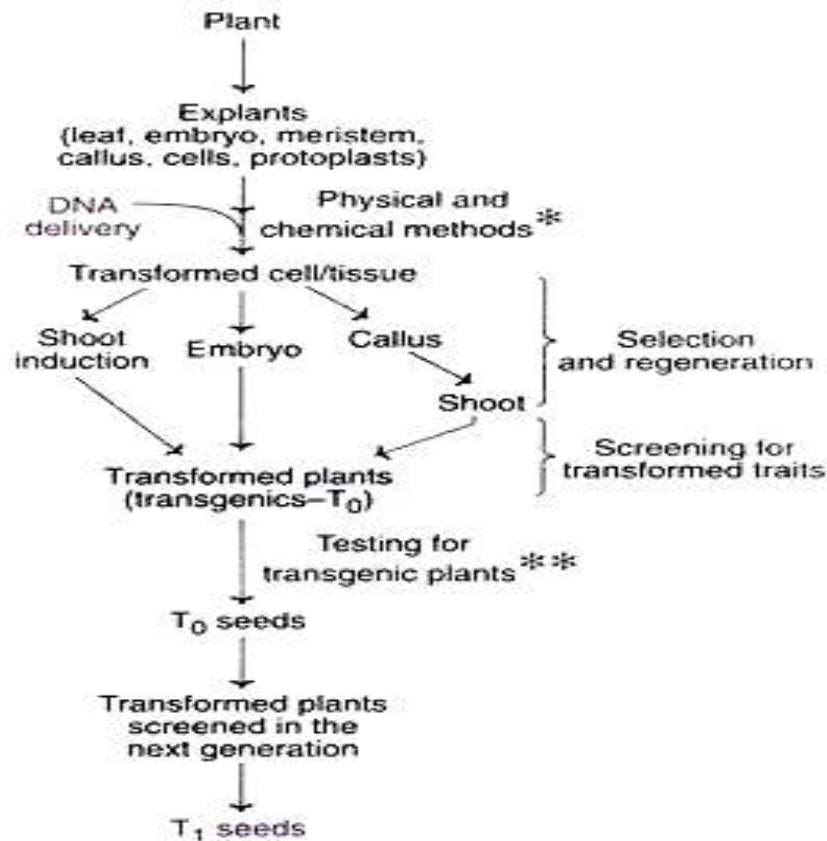 Plant
Explants
(leaf, embryo, meristem,
callus, cells, protoplasts)
DNA
delivery
Physical and
chemical methods*
Transformed cell/tissue
Shoot
induction
Embryo
Callus
Shoot
Selection
and regeneration
Transformed plants
(transgenics–T₀)
Screening for
transformed traits
Testing for
transgenic plants**
T₀ seeds
Transformed plants
screened in the
next generation
T₁ seeds